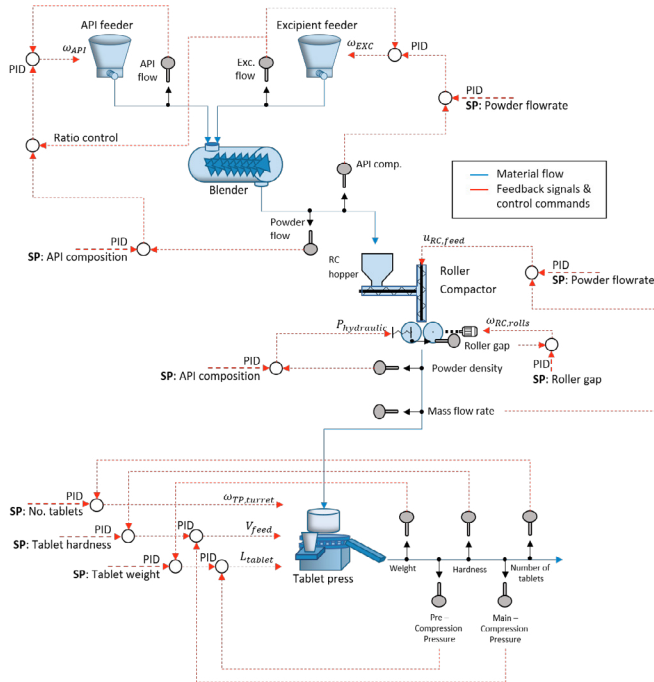 API feeder
Excipient feeder
ω_API
API
flow
Exc.
flow
ω_EXC
PID
PID
PID
SP: Powder flowrate
Ratio control
Blender
API comp.
Material flow
Feedback signals &
control commands
Powder
flow
PID
SP: API composition
u_RC,feed
RC
hopper
Roller
Compactor
PID
SP: Powder flowrate
P_hydraulic
ω_RC,rolls
Roller gap
PID
SP: Roller gap
PID
SP: API composition
Powder density
Mass flow rate
PID
SP: No. tablets
ω_TP,turret
PID
SP: Tablet hardness
PID
V_feed
PID
SP: Tablet weight
PID
L_tablet
Tablet press
Weight
Hardness
Number of
tablets
Pre –
Compression
Pressure
Main –
Compression
Pressure